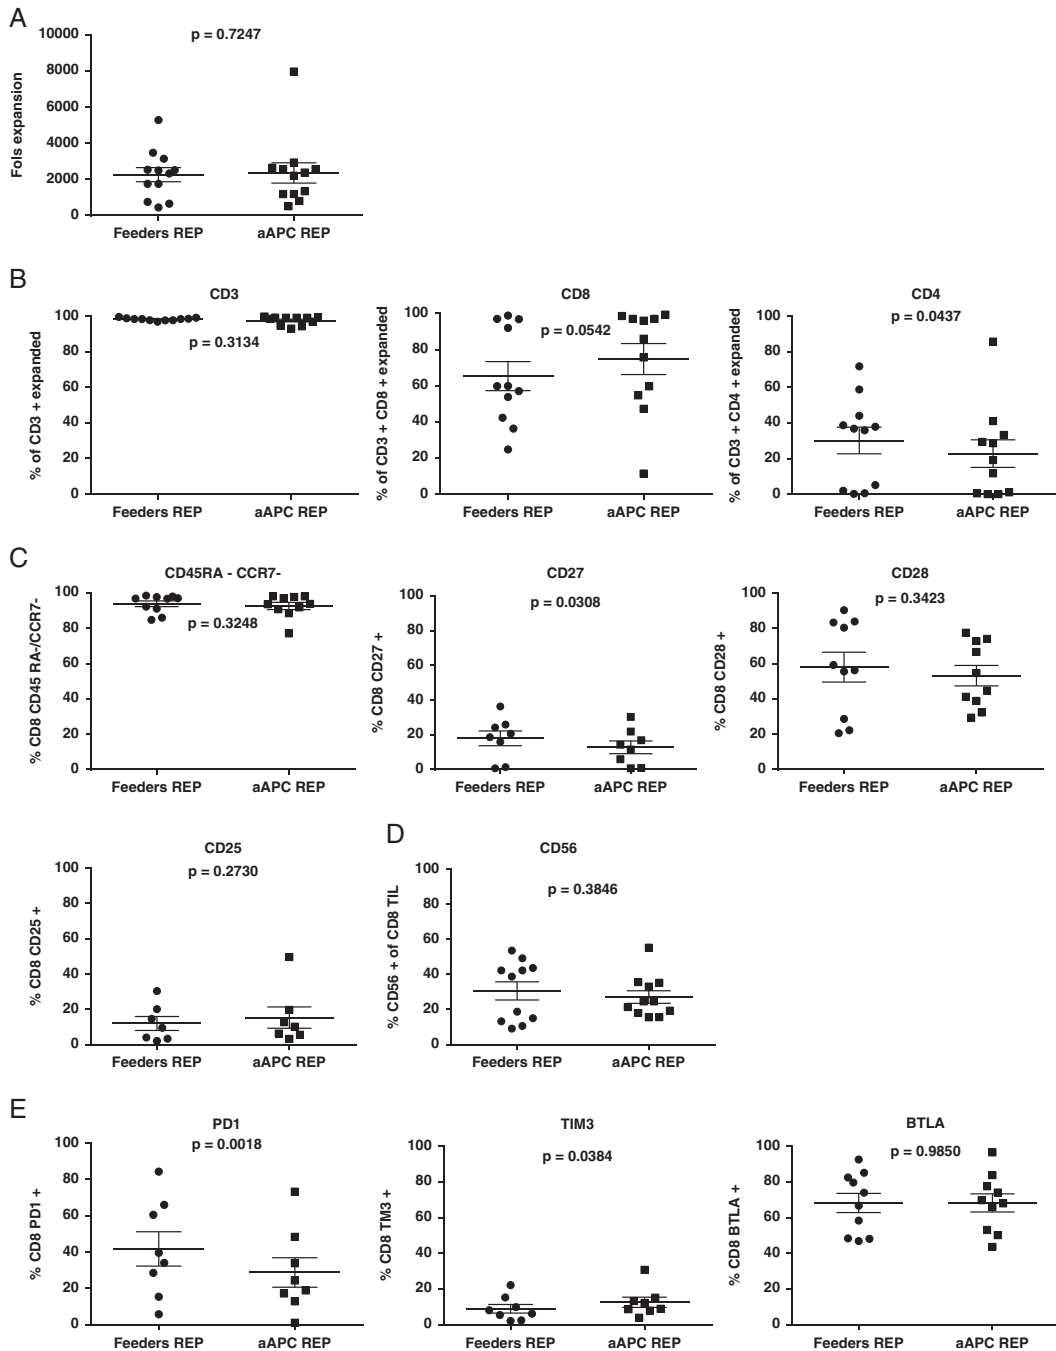 A
p = 0.7247
Fols expansion
10000
8000
6000
4000
2000
0
Feeders REP
aAPC REP
B
CD3
% of CD3 + expanded
100
80
60
40
20
0
p = 0.3134
Feeders REP
aAPC REP
CD8
% of CD3 + CD8 + expanded
100
80
60
40
20
0
p = 0.0542
Feeders REP
aAPC REP
CD4
% of CD3 + CD4 + expanded
100
80
60
40
20
0
p = 0.0437
Feeders REP
aAPC REP
C
CD45RA - CCR7-
% CD8 CD45 RA-/CCR7-
100
80
60
40
20
0
p = 0.3248
Feeders REP
aAPC REP
CD27
% CD8 CD27 +
100
80
60
40
20
0
p = 0.0308
Feeders REP
aAPC REP
CD28
% CD8 CD28 +
100
80
60
40
20
0
p = 0.3423
Feeders REP
aAPC REP
CD25
% CD8 CD25 +
100
80
60
40
20
0
p = 0.2730
Feeders REP
aAPC REP
D
CD56
% CD56 + of CD8 TIL
100
80
60
40
20
0
p = 0.3846
Feeders REP
aAPC REP
E
PD1
% CD8 PD1 +
100
80
60
40
20
0
p = 0.0018
Feeders REP
aAPC REP
TIM3
% CD8 TM3 +
100
80
60
40
20
0
p = 0.0384
Feeders REP
aAPC REP
BTLA
% CD8 BTLA +
100
80
60
40
20
0
p = 0.9850
Feeders REP
aAPC REP